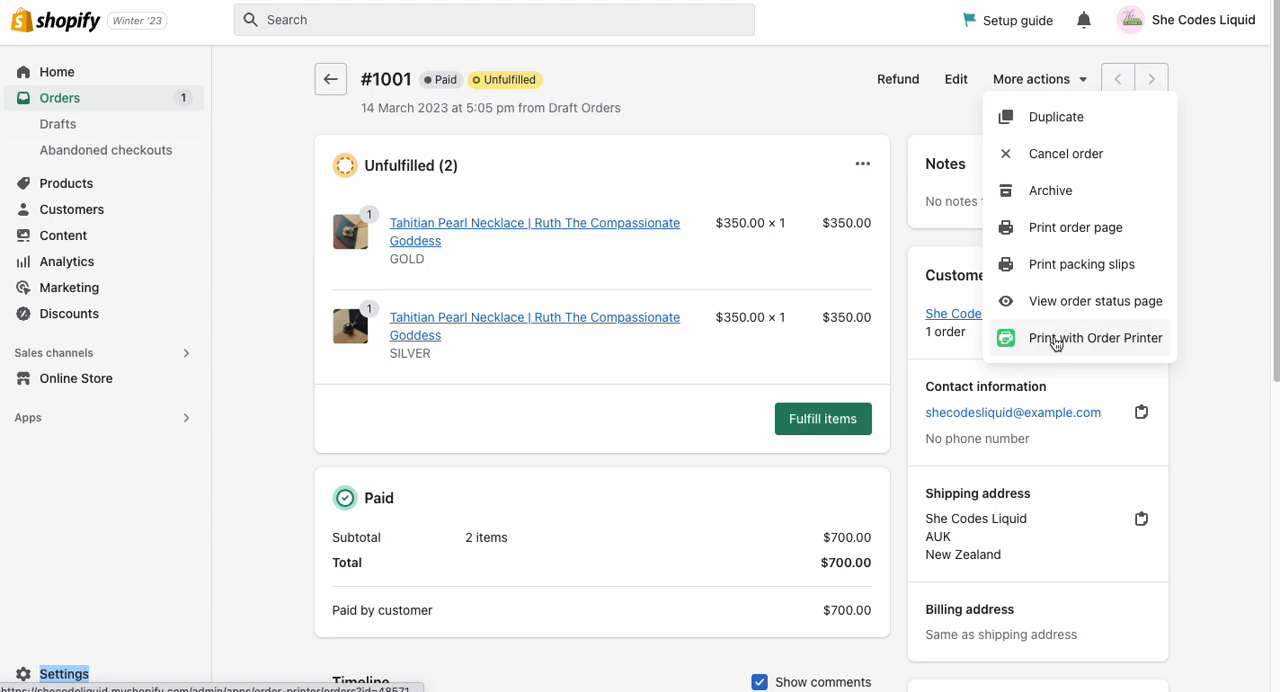 shopify
Winter '23
Search
Setup guide
She Codes Liquid
Home
Orders
1
Drafts
Abandoned checkouts
Products
Customers
Content
Analytics
Marketing
Discounts
Sales channels
Online Store
Apps
Settings
#1001
Paid
Unfulfilled
14 March 2023 at 5:05 pm from Draft Orders
Refund
Edit
More actions
Duplicate
Cancel order
Archive
Print order page
Print packing slips
View order status page
Print with Order Printer
Unfulfilled (2)
1
Tahitian Pearl Necklace | Ruth The Compassionate
Goddess
GOLD
$350.00 × 1
$350.00
1
Tahitian Pearl Necklace | Ruth The Compassionate
Goddess
SILVER
$350.00 × 1
$350.00
Fulfill items
Paid
Subtotal 2 items $700.00
Total $700.00
Paid by customer $700.00
Timeline
Show comments
Notes
No notes
Custome
She Code
1 order
Contact information
shecodesliquid@example.com
No phone number
Shipping address
She Codes Liquid
AUK
New Zealand
Billing address
Same as shipping address